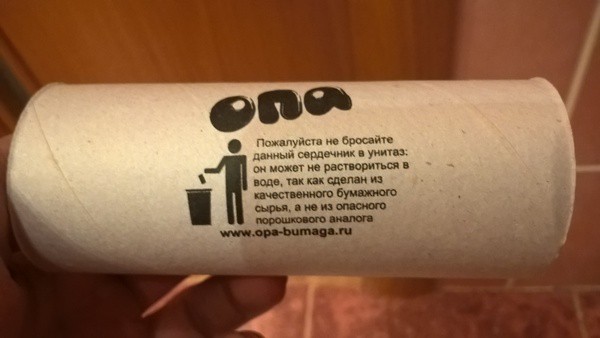 опа
Пожалуйста не бросайте
данный сердечник в унитаз:
он может не раствориться в
воде, так как сделан из
качественного бумажного
сырья, а не из опасного
порошкового аналога
www.opa-bumaga.ru